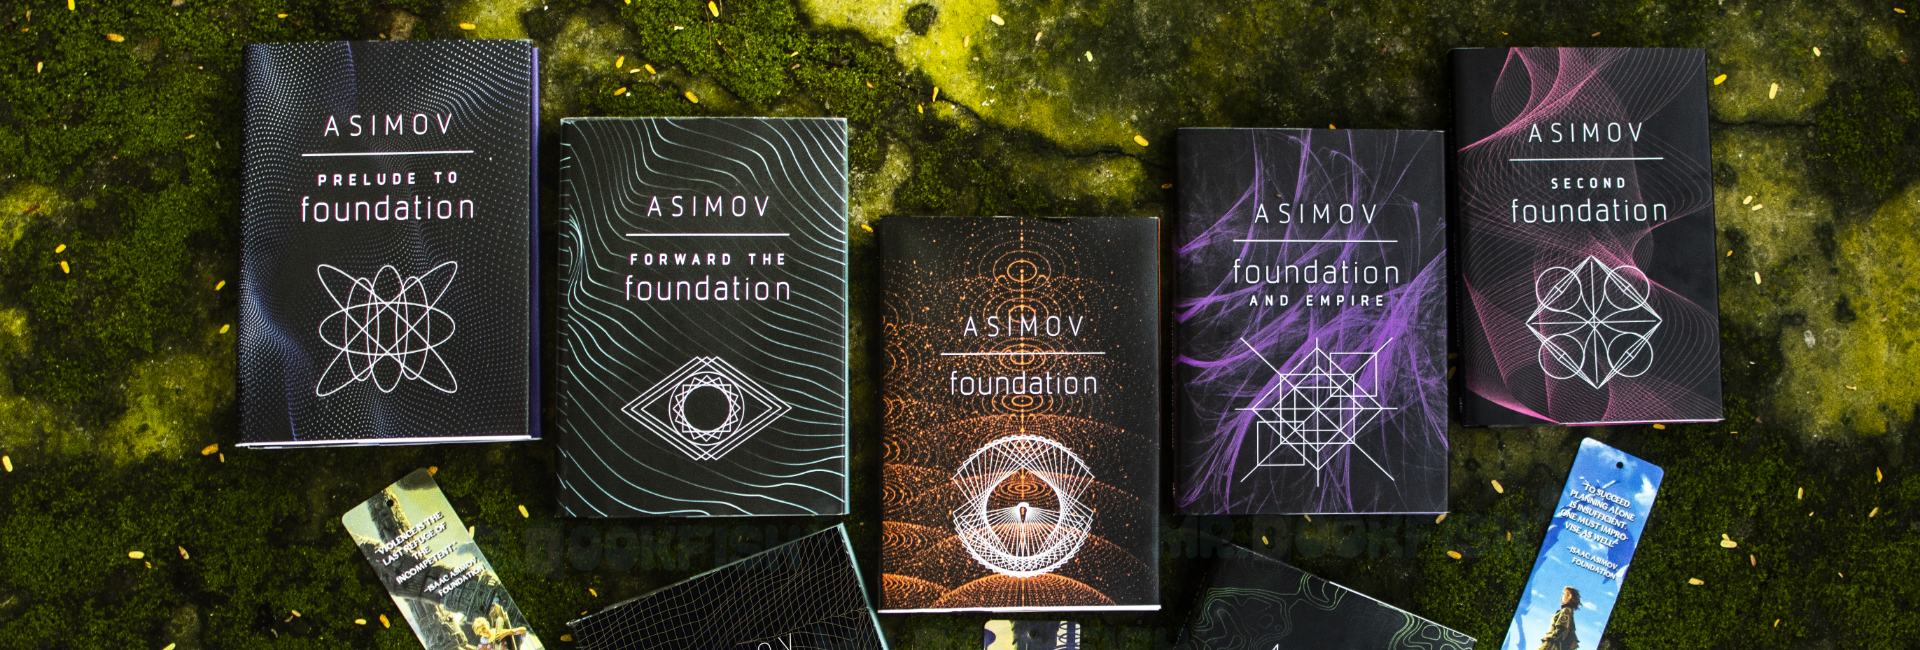 ASIMOV
PRELUDE TO
foundation
ASIMOV
FORWARD THE
foundation
ASIMOV
foundation
ASIMOV
foundation
AND EMPIRE
ASIMOV
SECOND
foundation
"VIOLENCE IS THE
LAST REFUGE OF
THE
INCOMPETENT."
-ISAAC ASIMOV
FOUNDATION
"TO SUCCEED
PLANNING ALONE
IS INSUFFICIENT.
ONE MUST IMPRO-
VISE AS WELL."
-ISAAC ASIMOV
FOUNDATION